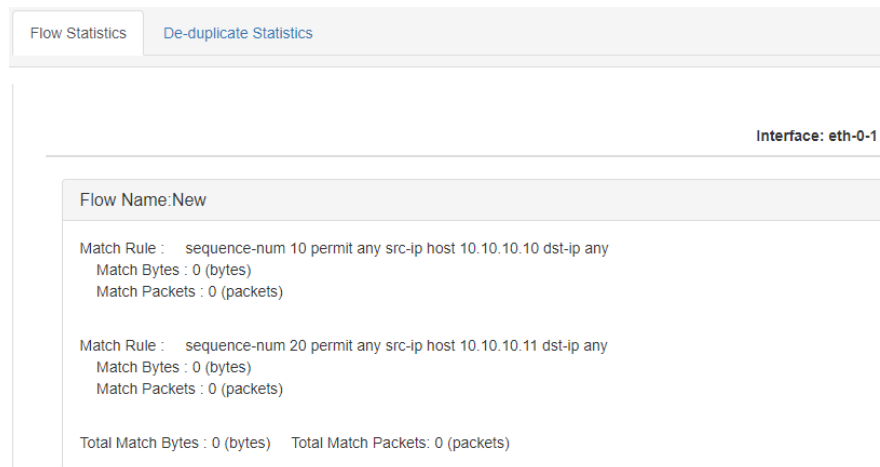 Flow Statistics De-duplicate Statistics
Interface: eth-0-1
Flow Name:New
Match Rule : sequence-num 10 permit any src-ip host 10.10.10.10 dst-ip any
Match Bytes : 0 (bytes)
Match Packets : 0 (packets)
Match Rule : sequence-num 20 permit any src-ip host 10.10.10.11 dst-ip any
Match Bytes : 0 (bytes)
Match Packets : 0 (packets)
Total Match Bytes : 0 (bytes) Total Match Packets: 0 (packets)